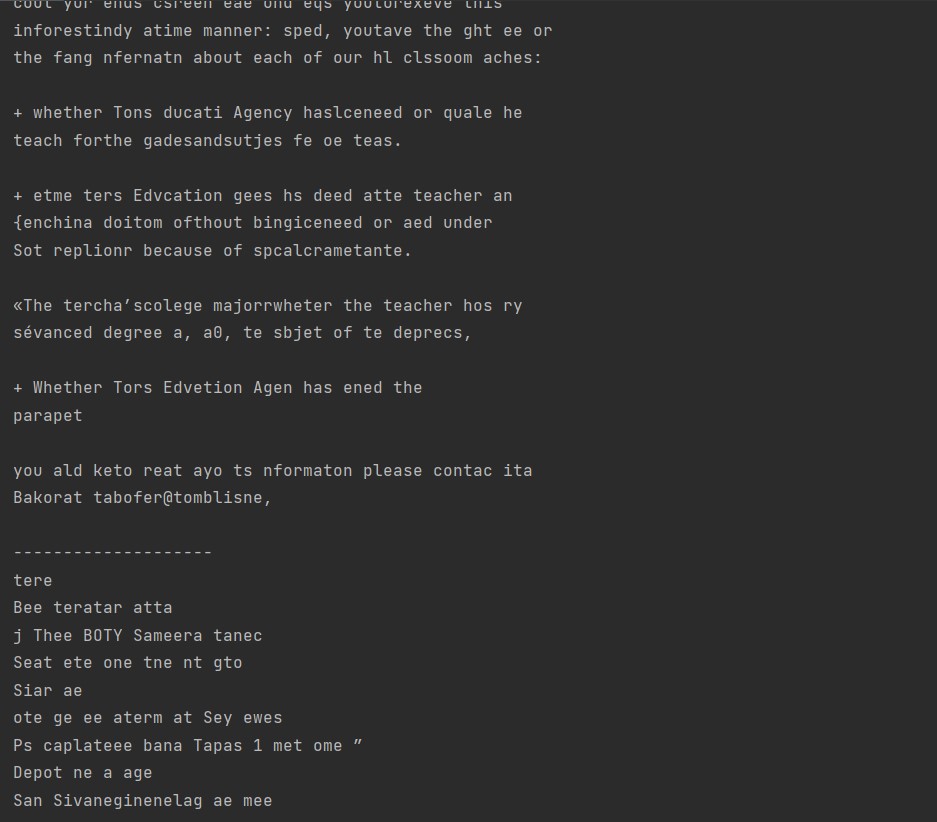 cout yor ends csreen eae ond eqs yootorexeve this
inforestindy atime manner: sped, youtave the ght ee or
the fang nfernatn about each of our hl clssoom aches:
+ whether Tons ducati Agency haslceneed or quale he
teach forthe gadesandsutjes fe oe teas.
+ etme ters Edvcation gees hs deed atte teacher an
{enchina doitom ofthout bingiceneed or aed under
Sot replionr because of spcalcrametante.
«The tercha’scolege majorrwheter the teacher hos ry
sévanced degree a, a0, te sbjet of te deprecs,
+ Whether Tors Edvetion Agen has ened the
parapet
you ald keto reat ayo ts nformaton please contac ita
Bakorat tabofer@tomblisne,
--------------------
tere
Bee teratar atta
j Thee BOTY Sameera tanec
Seat ete one tne nt gto
Siar ae
ote ge ee aterm at Sey ewes
Ps caplateee bana Tapas 1 met ome ”
Depot ne a age
San Sivaneginenelag ae mee